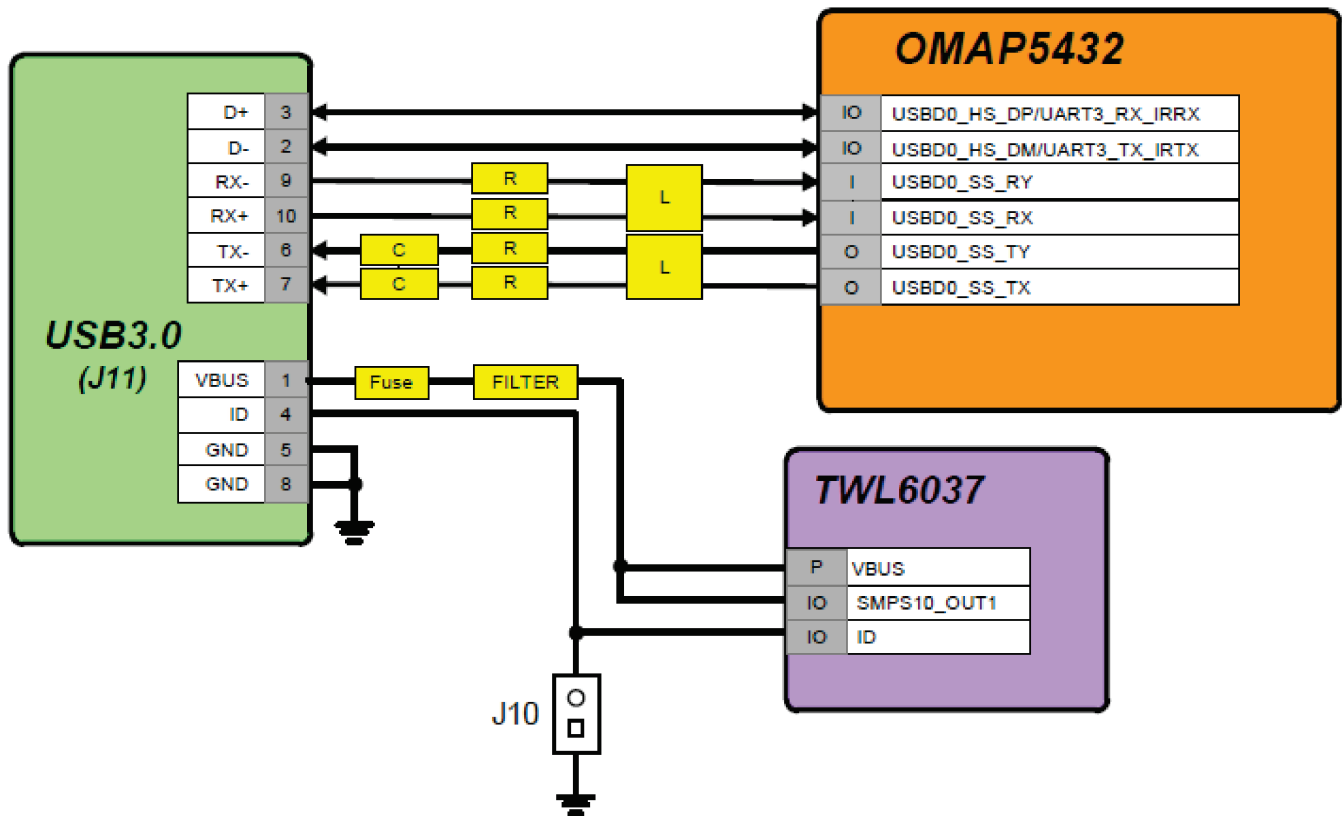 OMAP5432
D+ 3 IO USBD0_HS_DP/UART3_RX_IRRX
D- 2 IO USBD0_HS_DM/UART3_TX_IRTX
RX- 9 R L I USBD0_SS_RY
RX+ 10 R I USBD0_SS_RX
TX- 6 C R L O USBD0_SS_TY
TX+ 7 C R O USBD0_SS_TX
USB3.0
(J11)
VBUS 1 Fuse FILTER
ID 4
GND 5
GND 8
TWL6037
P VBUS
IO SMPS10_OUT1
IO ID
J10